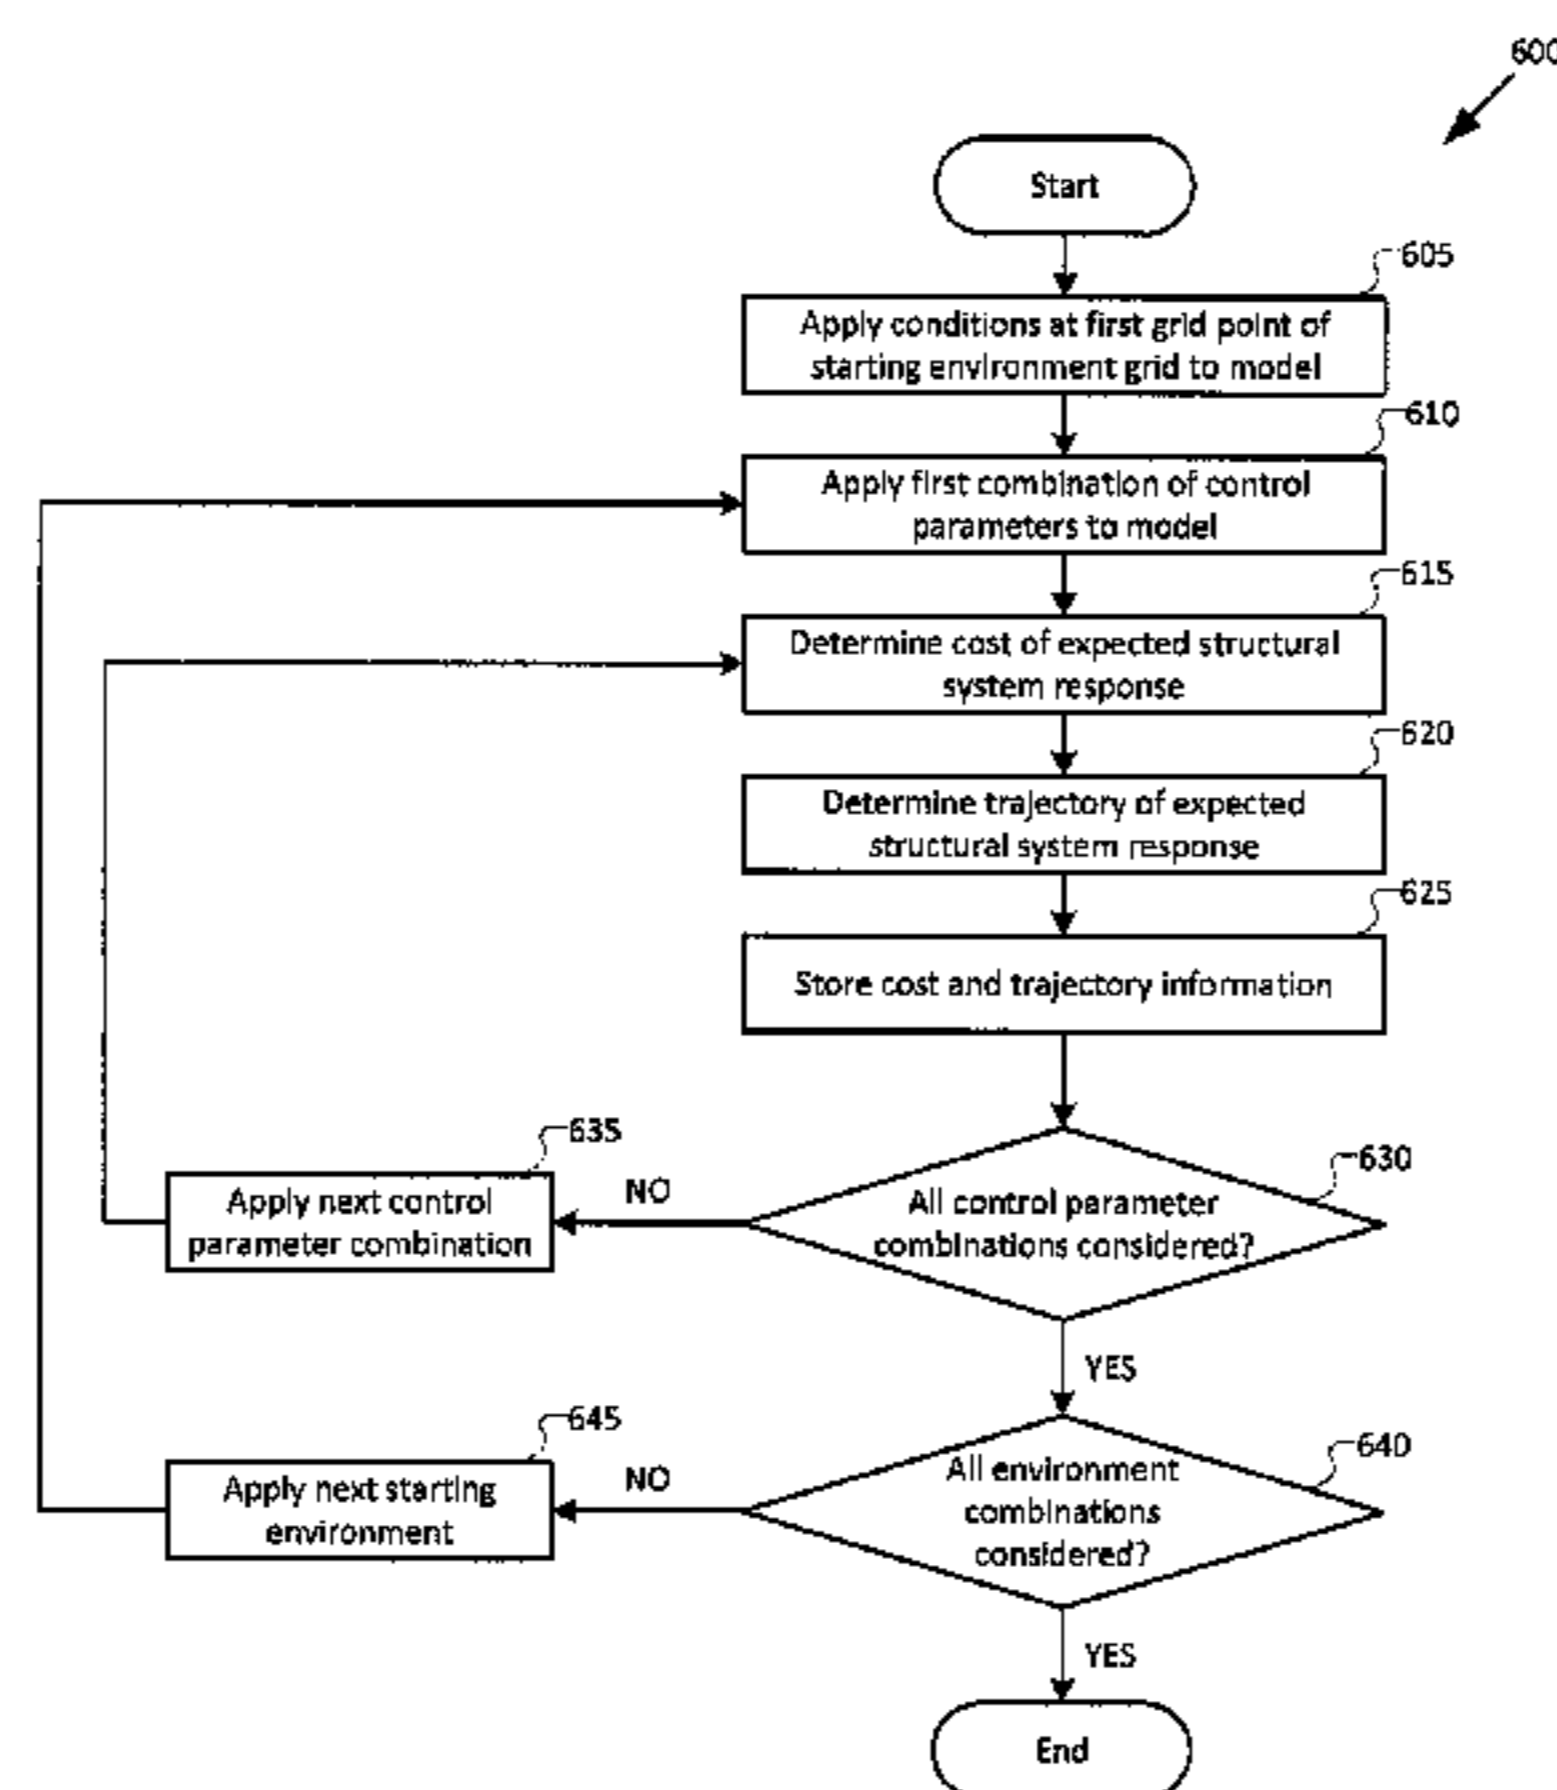 600
Start
605
Apply conditions at first grid point of
starting environment grid to model
610
Apply first combination of control
parameters to model
615
Determine cost of expected structural
system response
620
Determine trajectory of expected
structural system response
625
Store cost and trajectory information
635
Apply next control
parameter combination
NO
630
All control parameter
combinations considered?
YES
645
Apply next starting
environment
NO
640
All environment
combinations
considered?
YES
End